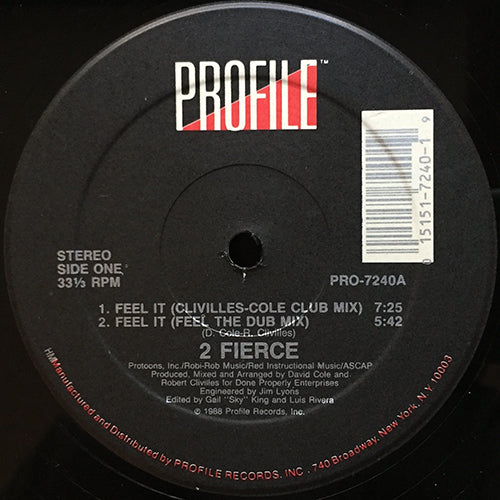 PROFILE™
0 15151-7240-1 9
STEREO
SIDE ONE
33⅓ RPM
PRO-7240A
1. FEEL IT (CLIVILLES-COLE CLUB MIX) 7:25
2. FEEL IT (FEEL THE DUB MIX) 5:42
(D. Cole-R. Clivilles)
2 FIERCE
Protoons, Inc./Robi-Rob Music/Red Instructional Music/ASCAP
Produced, Mixed and Arranged by David Cole and
Robert Clivilles for Done Properly Enterprises
Engineered by Jim Lyons
Edited by Gail "Sky" King and Luis Rivera
℗ 1988 Profile Records, Inc.
HM Manufactured and Distributed by PROFILE RECORDS, INC · 740 Broadway, New York, N.Y. 10003